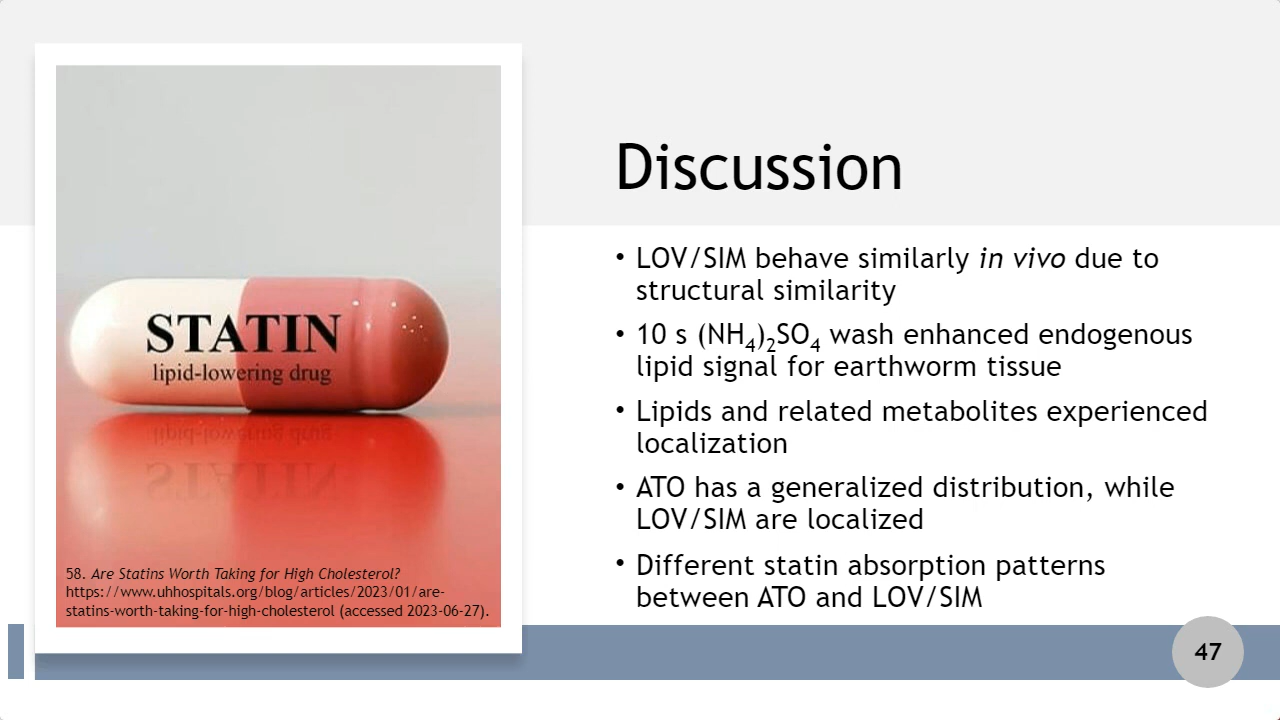 Discussion
• LOV/SIM behave similarly in vivo due to
structural similarity
• 10 s (NH₄)₂SO₄ wash enhanced endogenous
lipid signal for earthworm tissue
• Lipids and related metabolites experienced
localization
• ATO has a generalized distribution, while
LOV/SIM are localized
• Different statin absorption patterns
between ATO and LOV/SIM
STATIN
lipid-lowering drug
58. Are Statins Worth Taking for High Cholesterol?
https://www.uhhospitals.org/blog/articles/2023/01/are-
statins-worth-taking-for-high-cholesterol (accessed 2023-06-27).
47